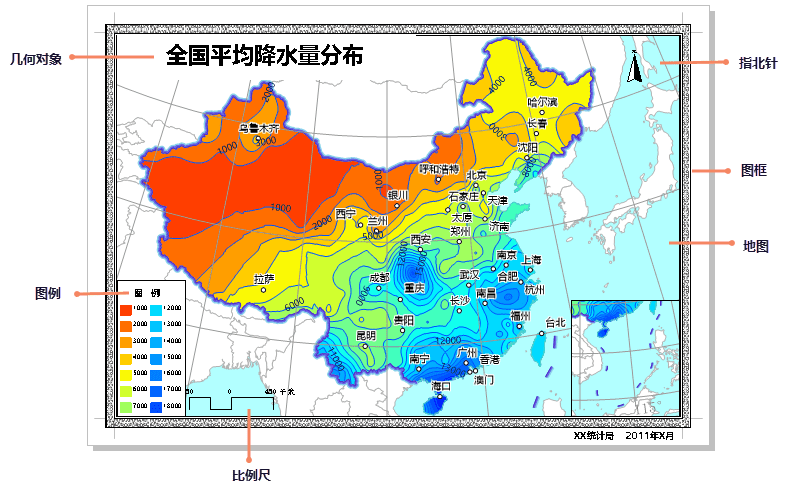 全国平均降水量分布
几何对象
指北针
图框
地图
图例
比例尺
哈尔滨
长春
沈阳
乌鲁木齐
呼和浩特
北京
天津
石家庄
银川
太原
济南
西宁
兰州
郑州
西安
南京
上海
合肥
杭州
拉萨
成都
重庆
武汉
南昌
长沙
贵阳
福州
台北
昆明
南宁
广州
香港
澳门
海口
2000
4000
4000
1000
3000
1000
2000
5000
6000
12000
9000
12000
11000
图 例
1000
2000
3000
4000
5000
6000
7000
12000
13000
14000
15000
16000
17000
18000
0
450 千米
XX统计局 2011年X月